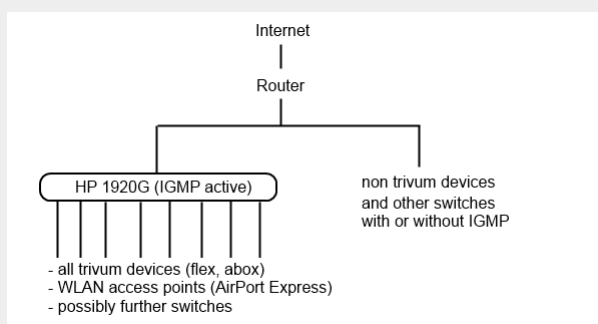 Internet
Router
HP 1920G (IGMP active)
non trivum devices
and other switches
with or without IGMP
- all trivum devices (flex, abox)
- WLAN access points (AirPort Express)
- possibly further switches